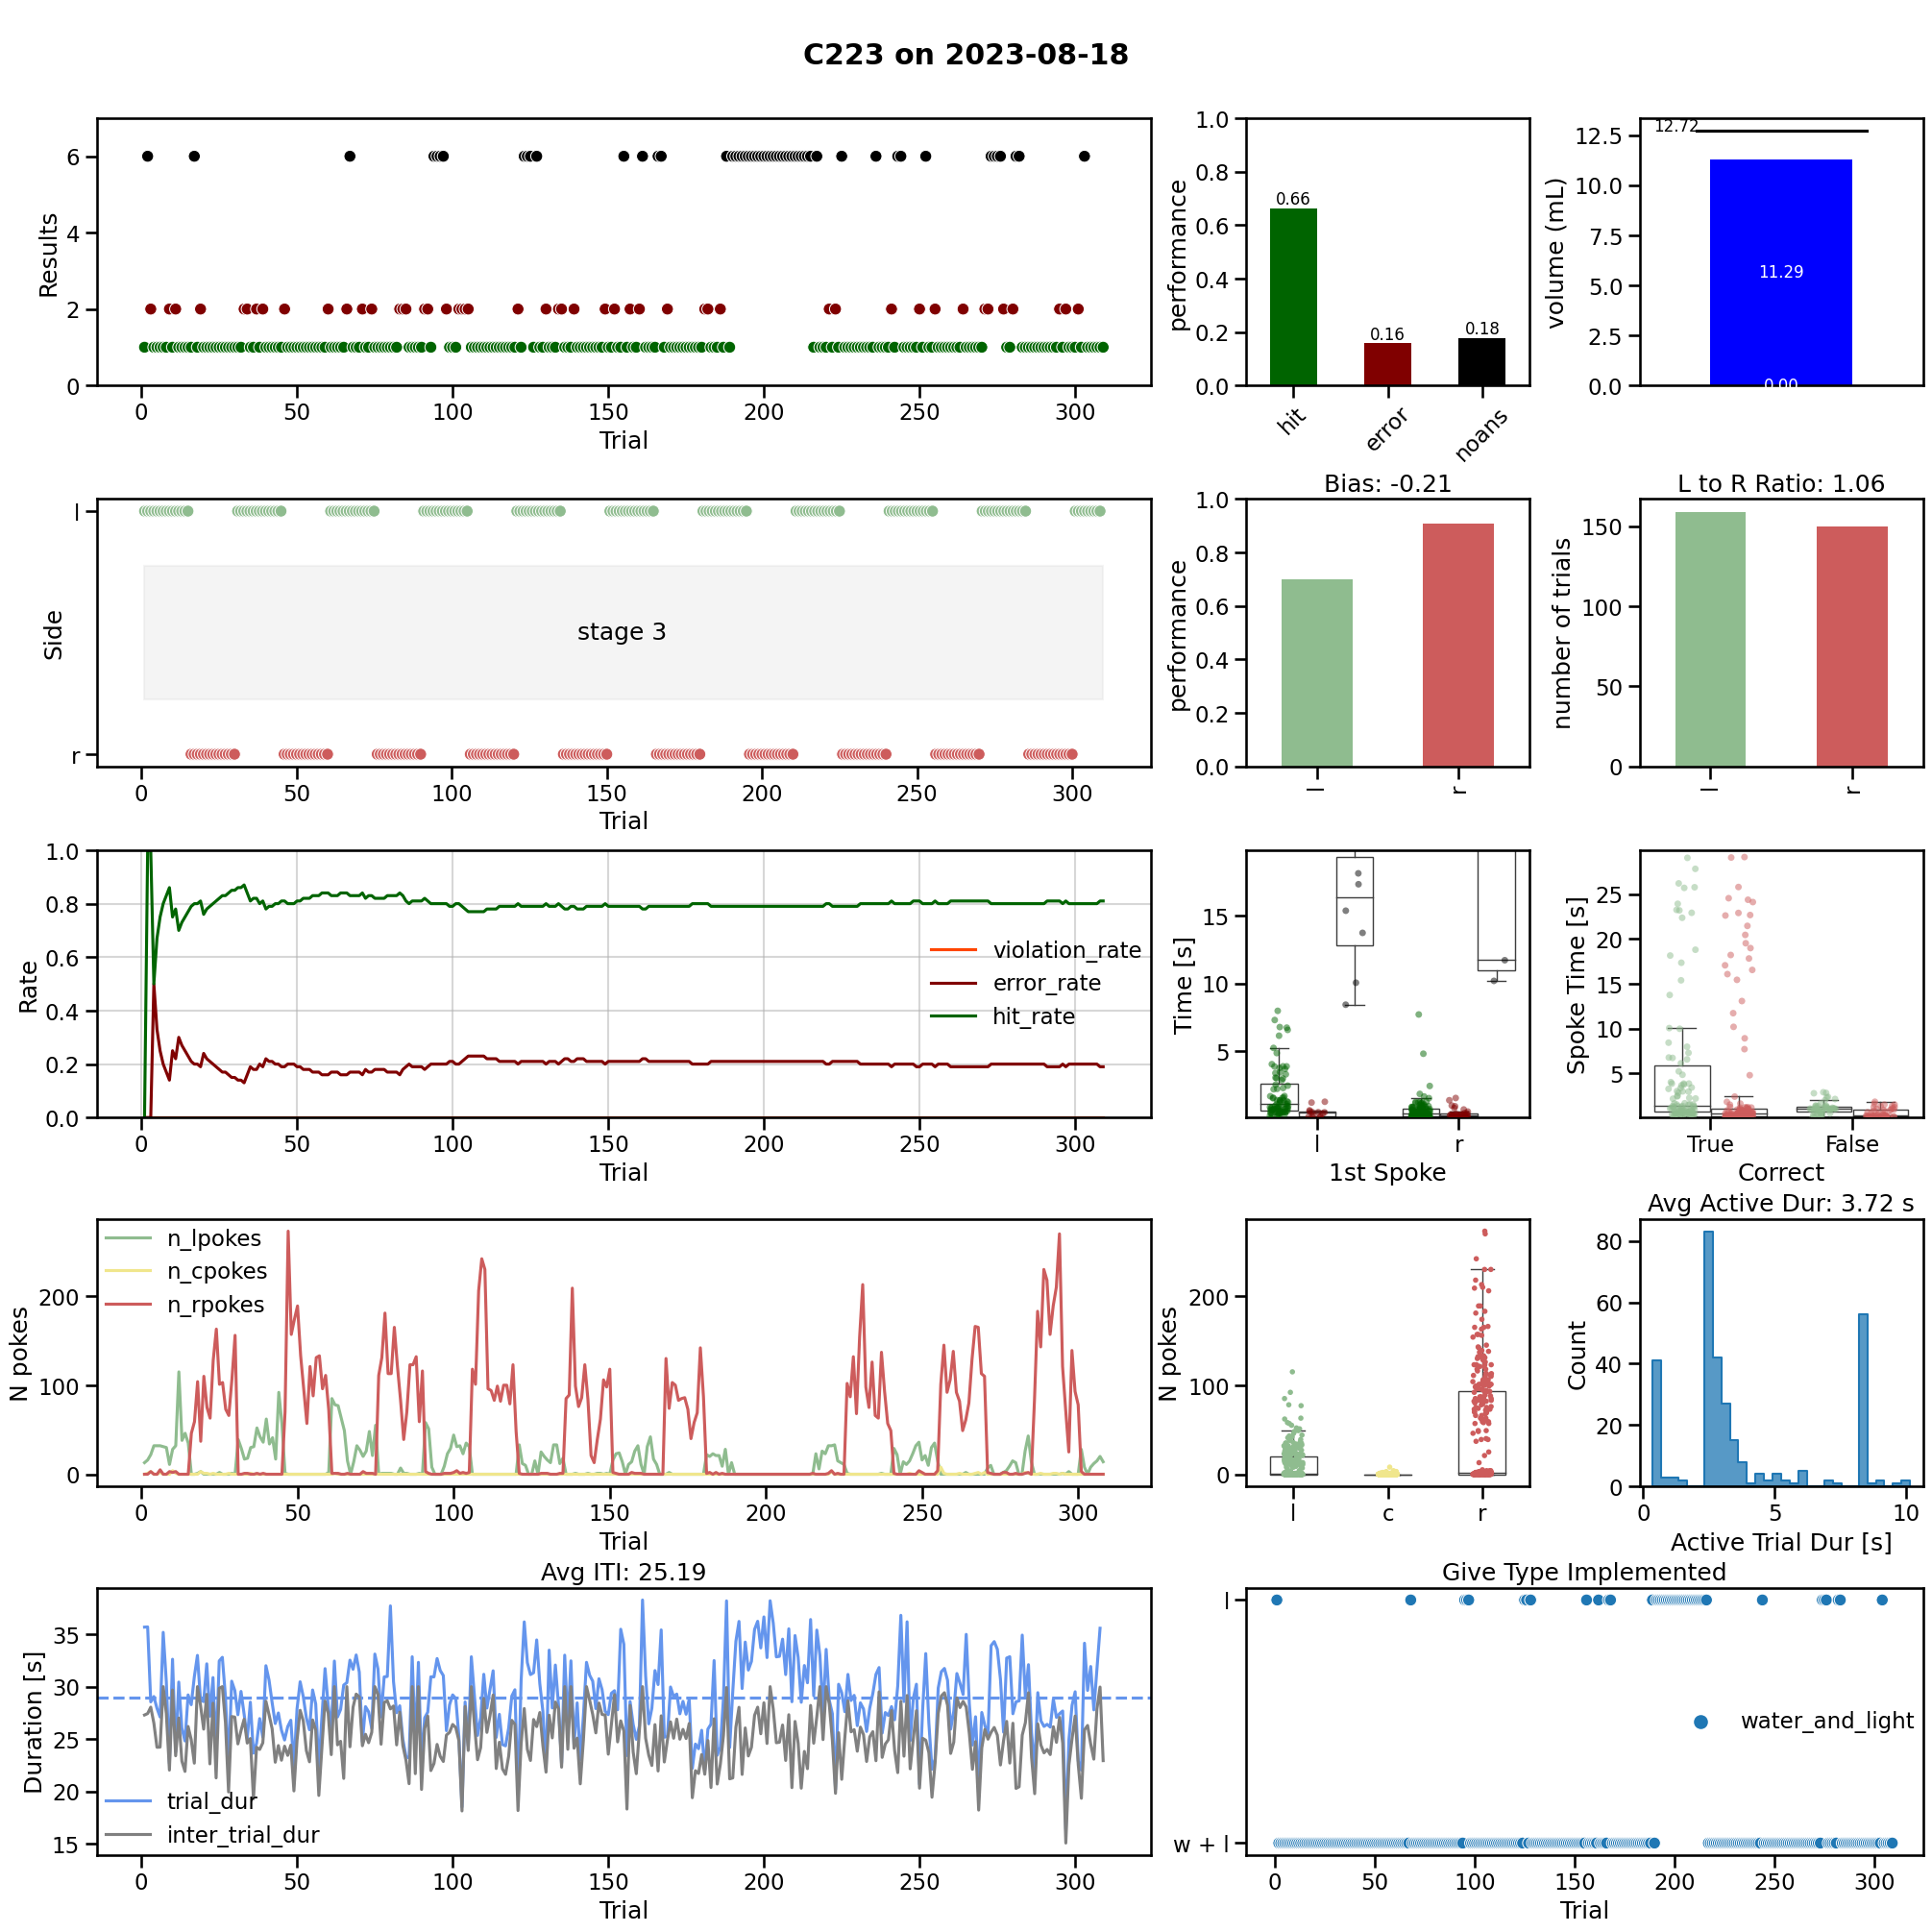 C223 on 2023-08-18
Results
6
4
2
0
0 50 100 150 200 250 300
Trial
performance
1.0
0.8
0.6
0.4
0.2
0.0
0.66
0.16
0.18
hit error noans
volume (mL)
12.5
10.0
7.5
5.0
2.5
0.0
12.72
11.29
0.00
Side
l
stage 3
r
0 50 100 150 200 250 300
Trial
Bias: -0.21
performance
1.0
0.8
0.6
0.4
0.2
0.0
l r
L to R Ratio: 1.06
number of trials
150
100
50
0
l r
Rate
1.0
0.8
0.6
0.4
0.2
0.0
violation_rate
error_rate
hit_rate
0 50 100 150 200 250 300
Trial
Time [s]
15
10
5
l r
1st Spoke
Spoke Time [s]
25
20
15
10
5
True False
Correct
N pokes
200
100
0
n_lpokes
n_cpokes
n_rpokes
0 50 100 150 200 250 300
Trial
N pokes
200
100
0
l c r
Avg Active Dur: 3.72 s
Count
80
60
40
20
0
0 5 10
Active Trial Dur [s]
Avg ITI: 25.19
Duration [s]
35
30
25
20
15
trial_dur
inter_trial_dur
0 50 100 150 200 250 300
Trial
Give Type Implemented
l
w + l
water_and_light
0 50 100 150 200 250 300
Trial